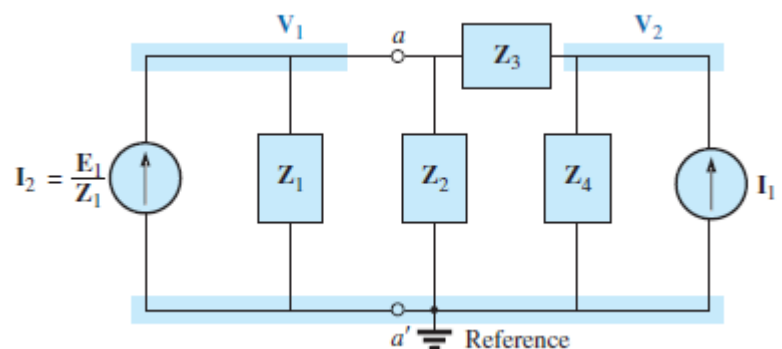 V₁
a
V₂
Z₃
I₂ = E₁/Z₁
Z₁
Z₂
Z₄
I₁
a′
Reference